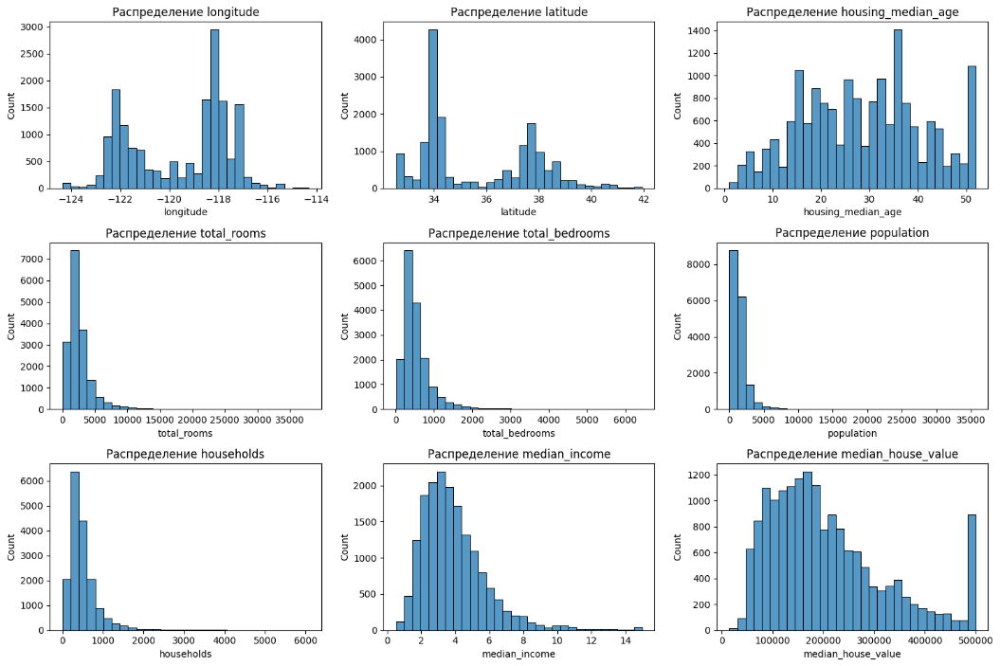 Распределение longitude
3000
2500
2000
1500
1000
500
0
Count
−124 −122 −120 −118 −116 −114
longitude
Распределение latitude
4000
3000
2000
1000
0
Count
34 36 38 40 42
latitude
Распределение housing_median_age
1400
1200
1000
800
600
400
200
0
Count
0 10 20 30 40 50
housing_median_age
Распределение total_rooms
7000
6000
5000
4000
3000
2000
1000
0
Count
0 5000 10000 15000 20000 25000 30000 35000
total_rooms
Распределение total_bedrooms
6000
5000
4000
3000
2000
1000
0
Count
0 1000 2000 3000 4000 5000 6000
total_bedrooms
Распределение population
8000
6000
4000
2000
0
Count
0 5000 10000 15000 20000 25000 30000 35000
population
Распределение households
6000
5000
4000
3000
2000
1000
0
Count
0 1000 2000 3000 4000 5000 6000
households
Распределение median_income
2000
1500
1000
500
0
Count
0 2 4 6 8 10 12 14
median_income
Распределение median_house_value
1200
1000
800
600
400
200
0
Count
0 100000 200000 300000 400000 500000
median_house_value